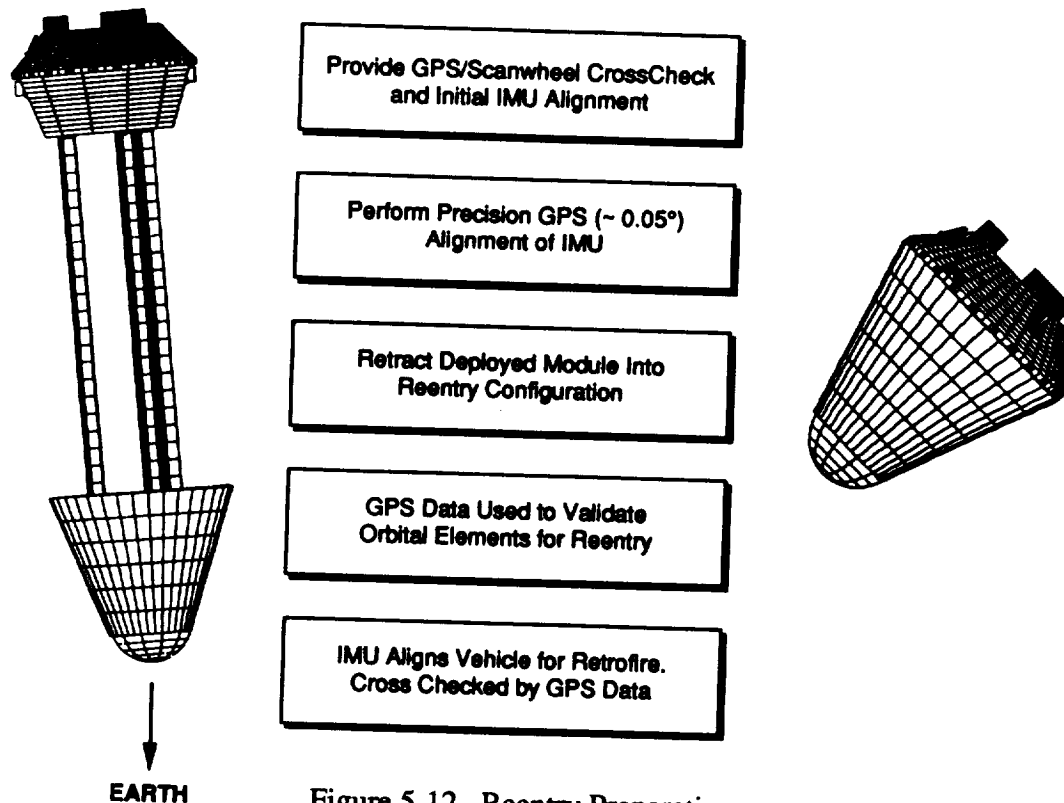 Provide GPS/Scanwheel CrossCheck
and Initial IMU Alignment
Perform Precision GPS (~ 0.05°)
Alignment of IMU
Retract Deployed Module Into
Reentry Configuration
GPS Data Used to Validate
Orbital Elements for Reentry
IMU Aligns Vehicle for Retrofire.
Cross Checked by GPS Data
EARTH
Figure 5-12. Reentry